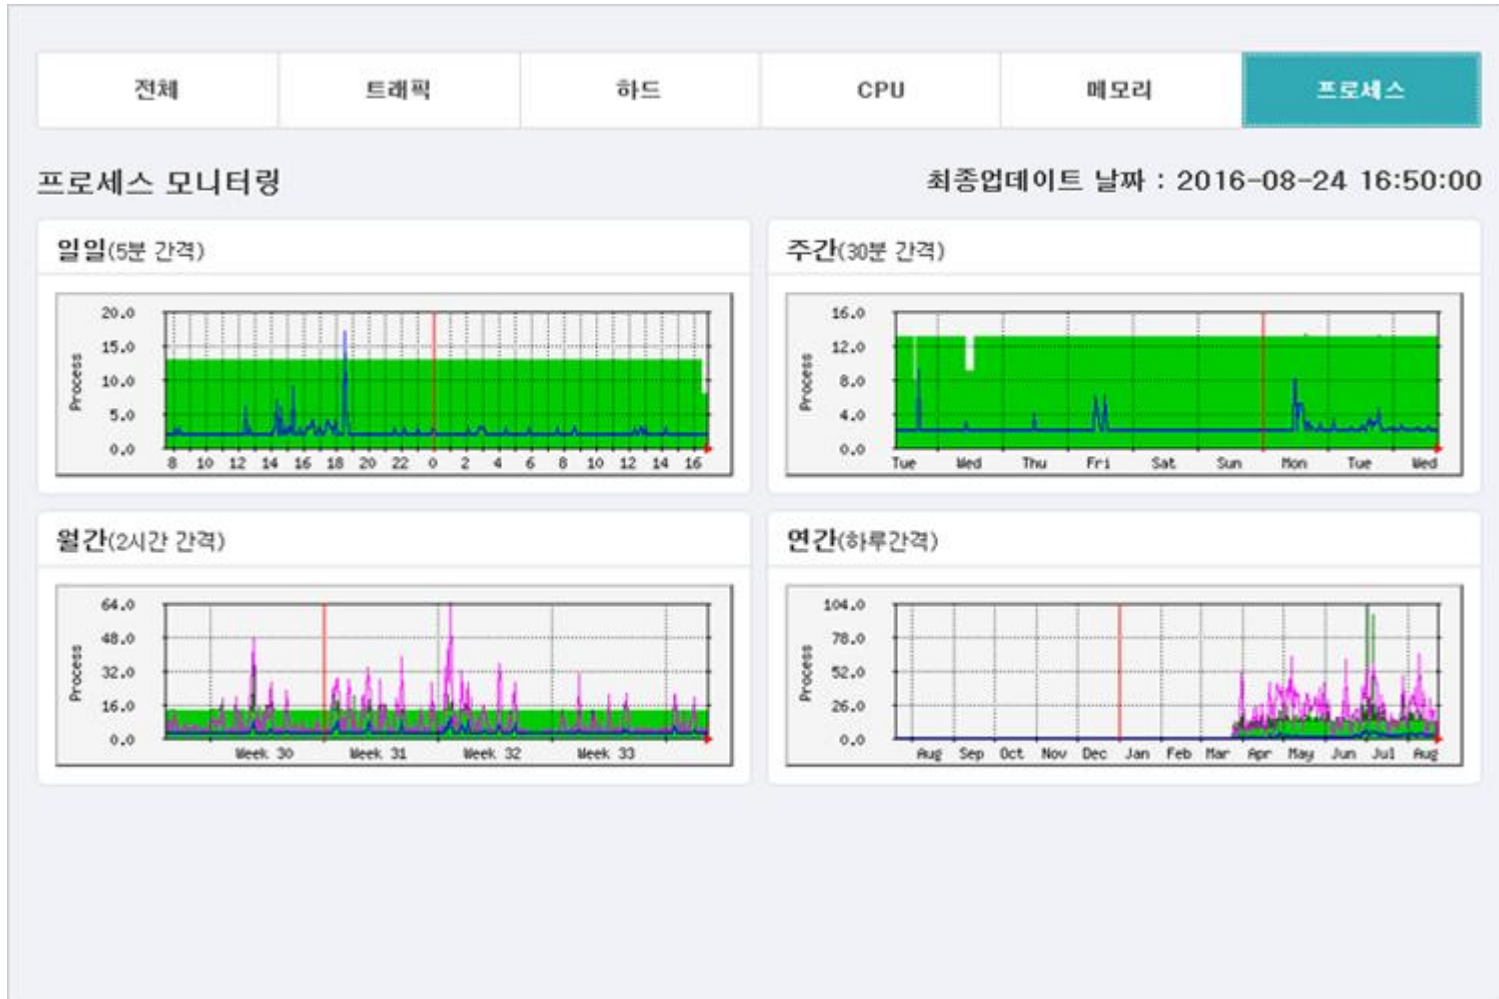 전체 트래픽 하드 CPU 메모리 프로세스
프로세스 모니터링 최종업데이트 날짜 : 2016-08-24 16:50:00
일일(5분 간격)
Process
20.0
15.0
10.0
5.0
0.0
8 10 12 14 16 18 20 22 0 2 4 6 8 10 12 14 16
주간(30분 간격)
Process
16.0
12.0
8.0
4.0
0.0
Tue Wed Thu Fri Sat Sun Mon Tue Wed
월간(2시간 간격)
Process
64.0
48.0
32.0
16.0
0.0
Week 30 Week 31 Week 32 Week 33
연간(하루간격)
Process
104.0
78.0
52.0
26.0
0.0
Aug Sep Oct Nov Dec Jan Feb Mar Apr May Jun Jul Aug